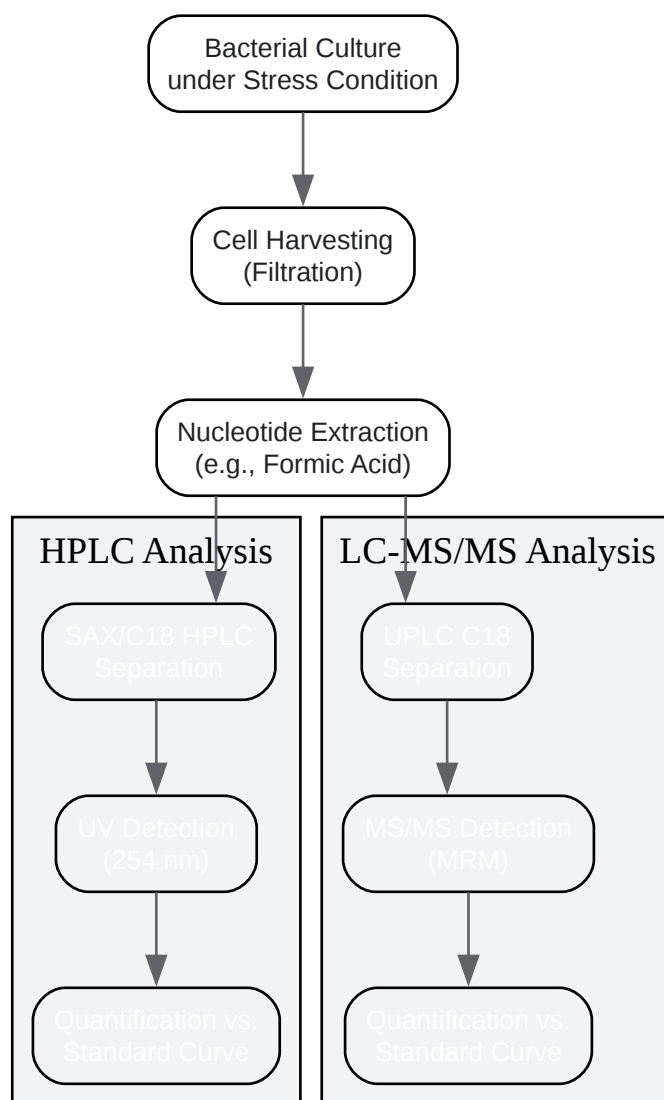 Bacterial Culture
under Stress Condition
Cell Harvesting
(Filtration)
Nucleotide Extraction
(e.g., Formic Acid)
HPLC Analysis
SAX/C18 HPLC
Separation
UV Detection
(254 nm)
Quantification vs.
Standard Curve
LC-MS/MS Analysis
UPLC C18
Separation
MS/MS Detection
(MRM)
Quantification vs.
Standard Curve